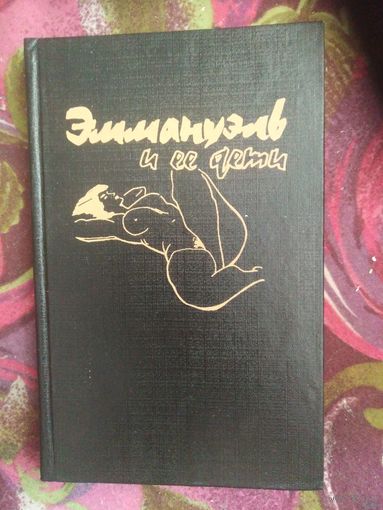 Эммануэль
и ее дети